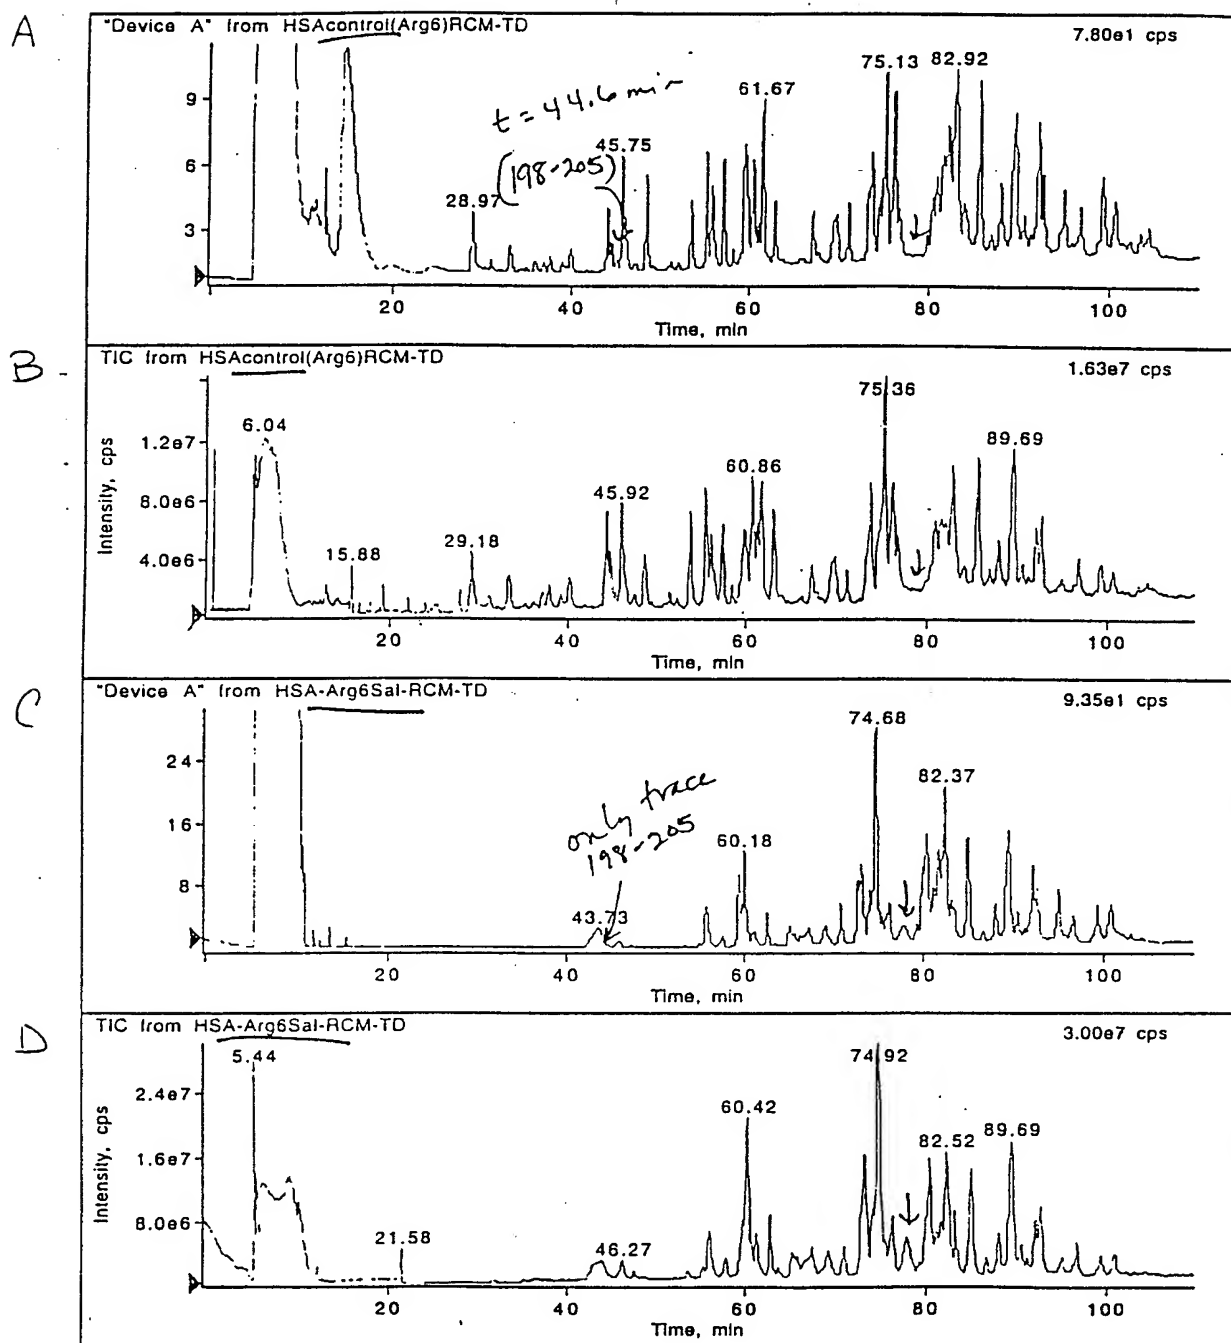 A
"Device A" from HSAcontrol(Arg6)RCM-TD
7.80e1 cps
t = 44.6 min
(198-205)
28.97
45.75
61.67
75.13
82.92
9
6
3
20
40
60
80
100
Time, min
B
TIC from HSAcontrol(Arg6)RCM-TD
1.63e7 cps
Intensity, cps
1.2e7
8.0e6
4.0e6
6.04
15.88
29.18
45.92
60.86
75.36
89.69
20
40
60
80
100
Time, min
C
"Device A" from HSA-Arg6Sal-RCM-TD
9.35e1 cps
only trace
198-205
24
16
8
43.73
60.18
74.68
82.37
20
40
60
80
100
Time, min
D
TIC from HSA-Arg6Sal-RCM-TD
3.00e7 cps
Intensity, cps
2.4e7
1.6e7
8.0e6
5.44
21.58
46.27
60.42
74.92
82.52
89.69
20
40
60
80
100
Time, min